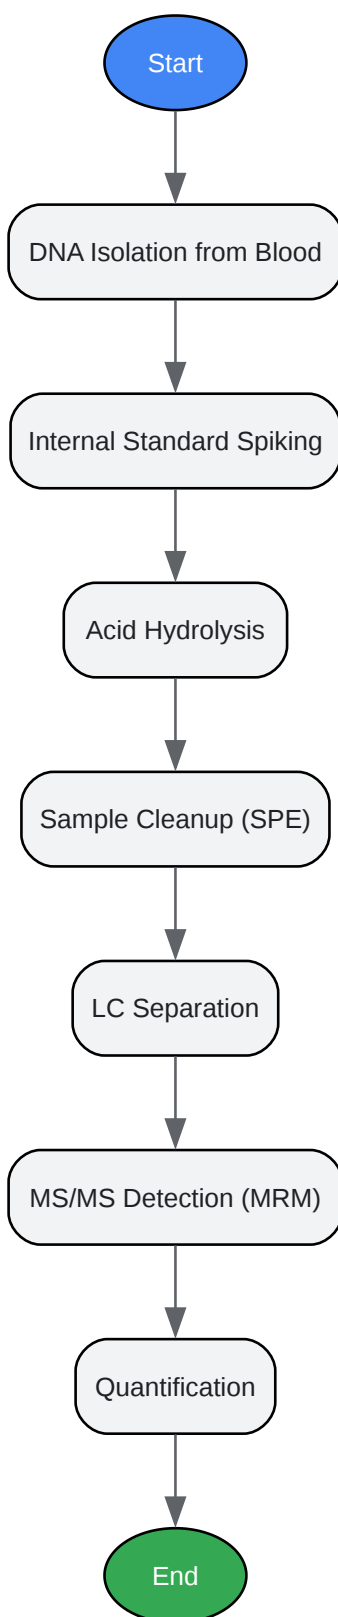 Start
DNA Isolation from Blood
Internal Standard Spiking
Acid Hydrolysis
Sample Cleanup (SPE)
LC Separation
MS/MS Detection (MRM)
Quantification
End